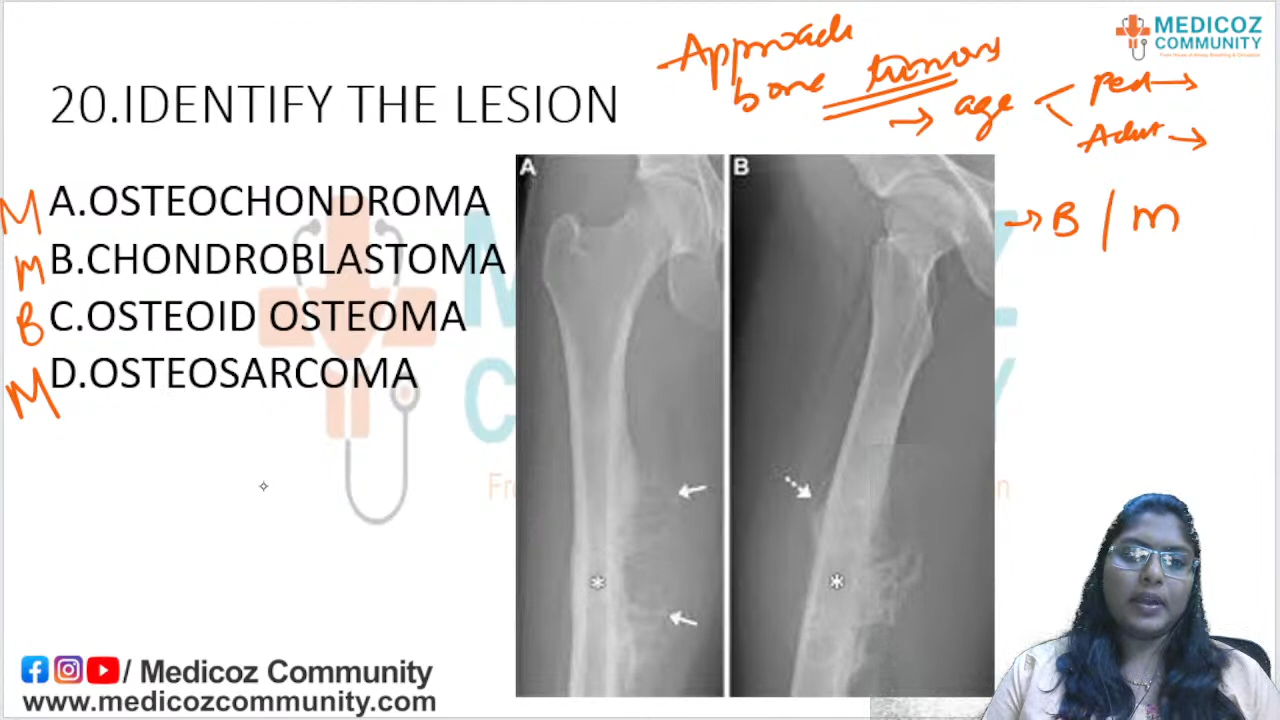 Approach
bone tumors
→ age < Ped →
Adult →
→ B / m
MEDICOZ
COMMUNITY
20.IDENTIFY THE LESION
M A.OSTEOCHONDROMA
m B.CHONDROBLASTOMA
B C.OSTEOID OSTEOMA
M D.OSTEOSARCOMA
A
B
*
*
/ Medicoz Community
www.medicozcommunity.com